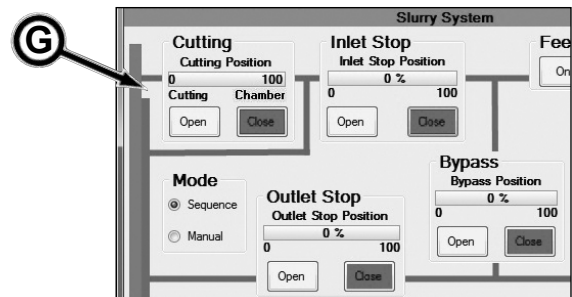 G
Slurry System
Cutting
Cutting Position
0 100
Cutting Chamber
Open Close
Inlet Stop
Inlet Stop Position
0 %
0 100
Open Close
Fee
On
Mode
Sequence
Manual
Outlet Stop
Outlet Stop Position
0 %
0 100
Open Close
Bypass
Bypass Position
0 %
0 100
Open Close